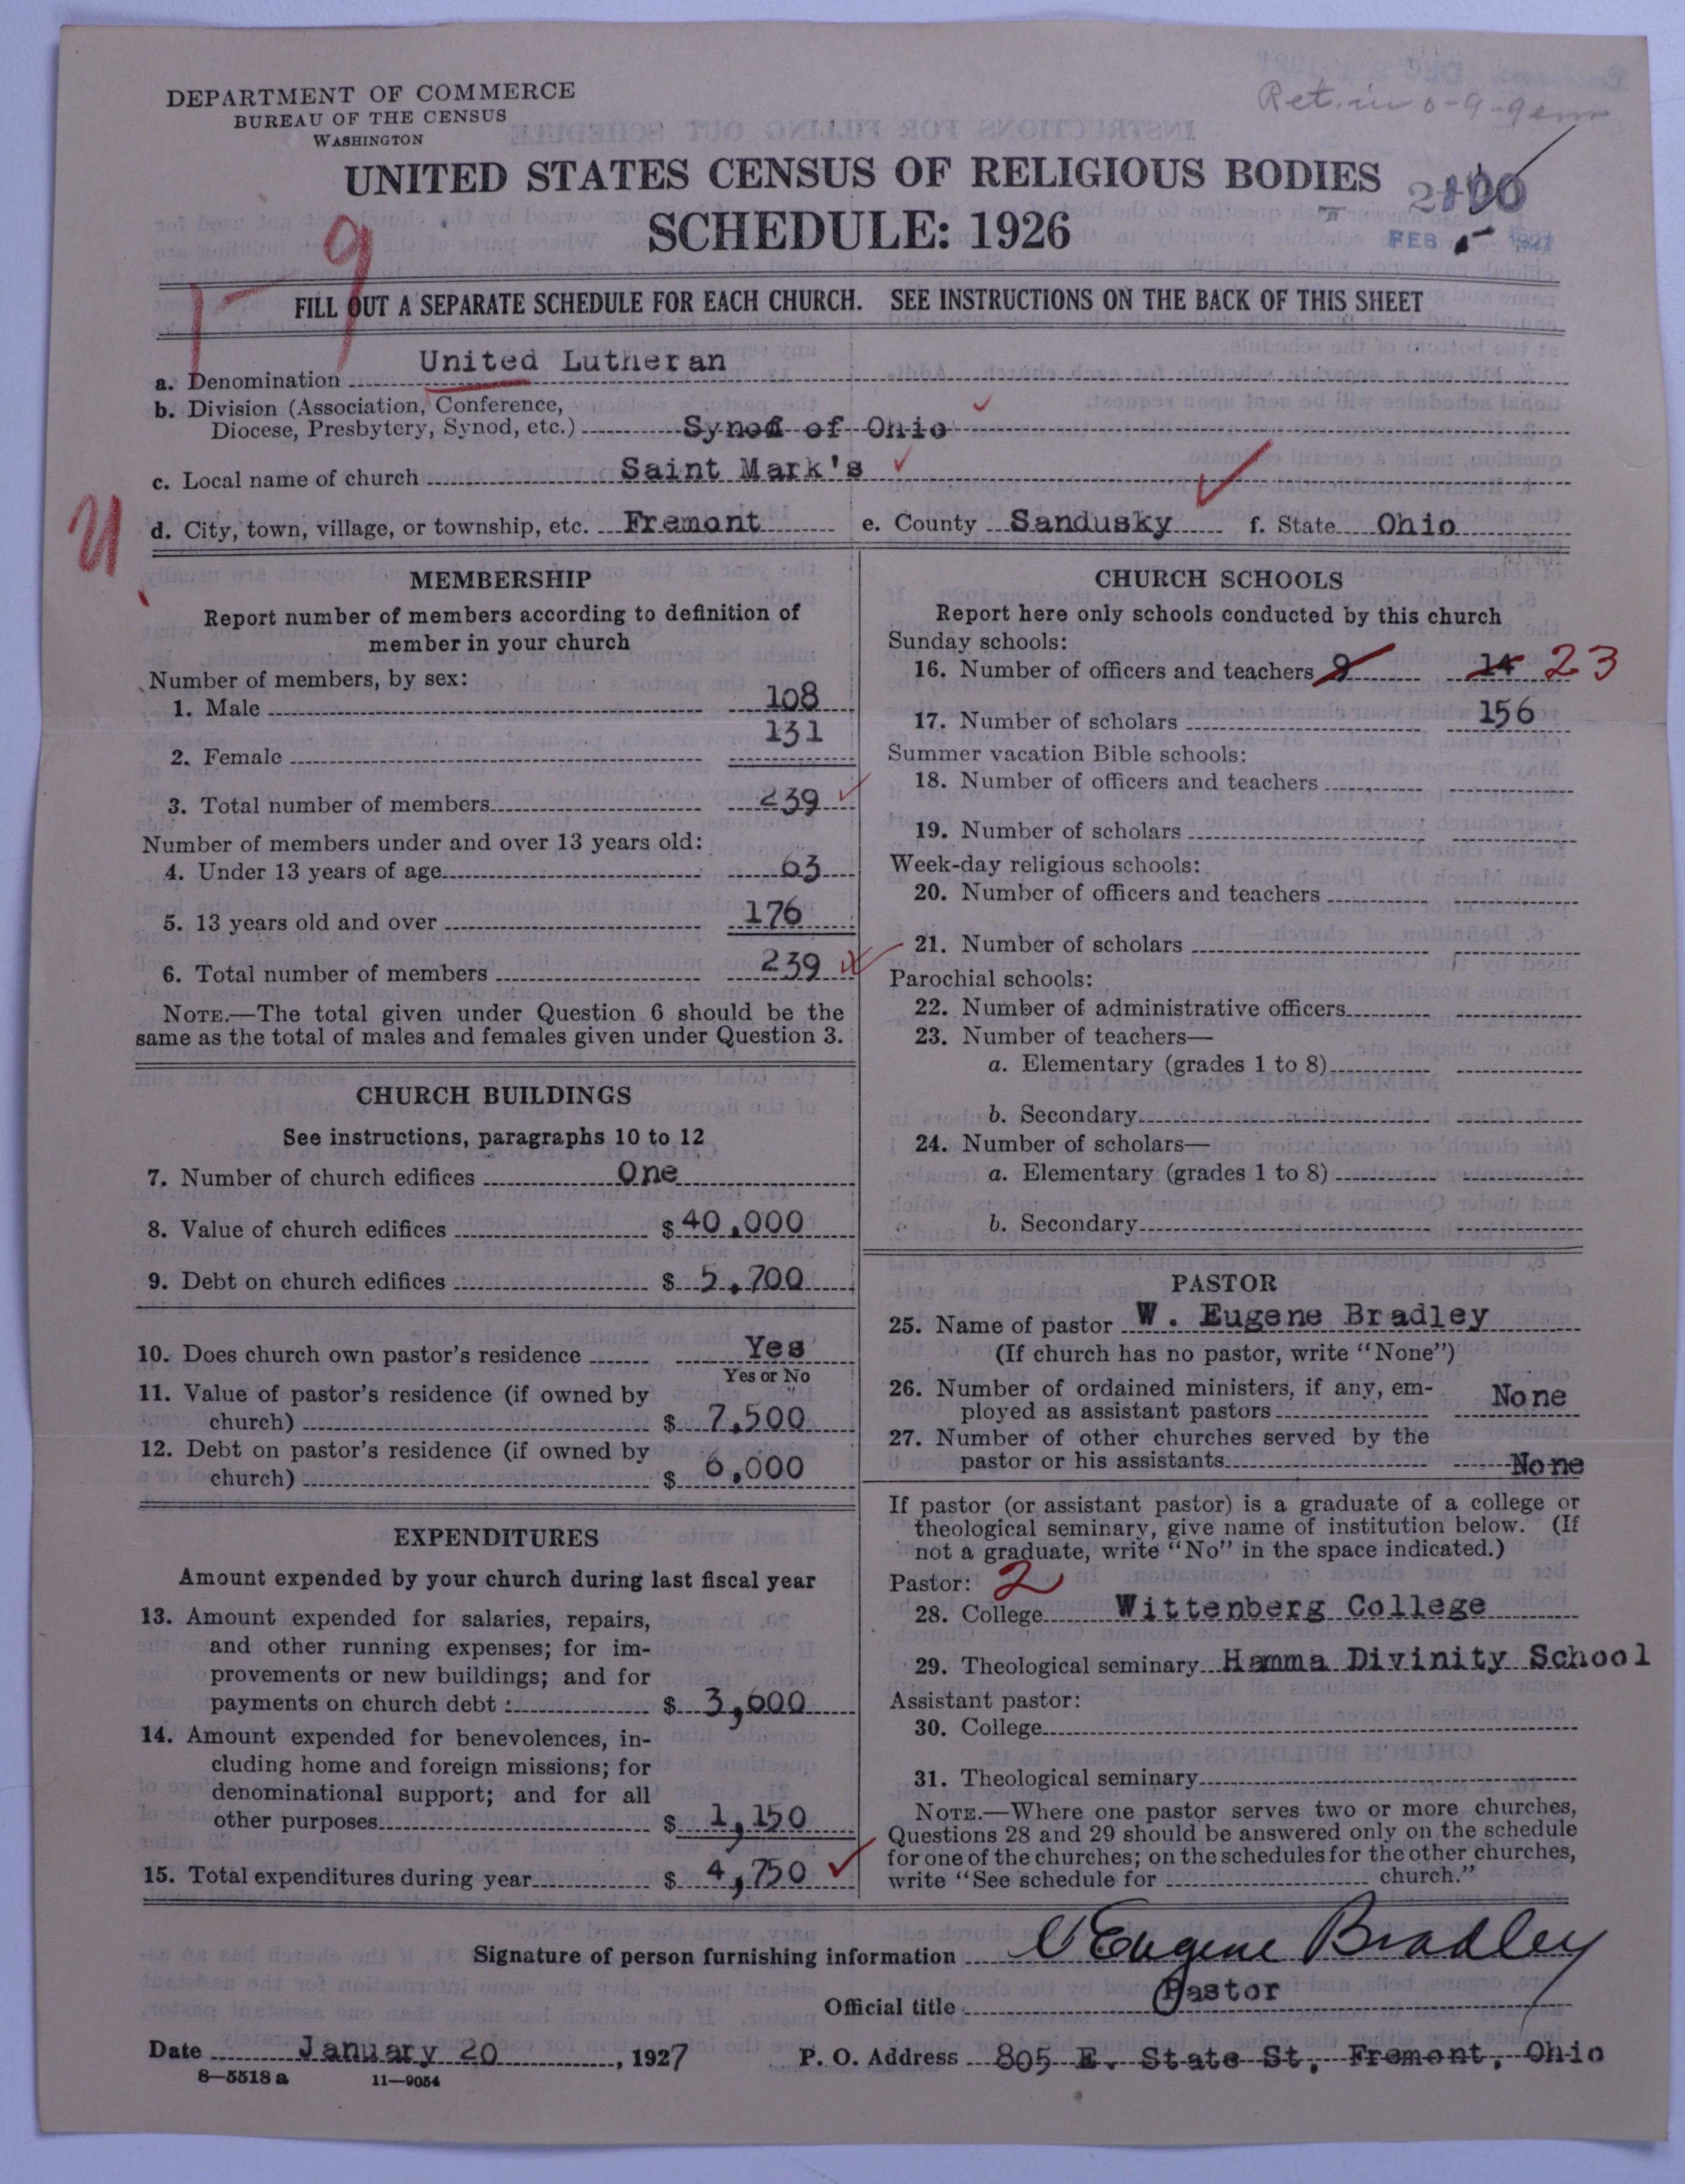 DEPARTMENT OF COMMERCE
BUREAU OF THE CENSUS
WASHINGTON
Ret. in
UNITED STATES CENSUS OF RELIGIOUS BODIES
SCHEDULE: 1926
FEB 5 1927
9
FILL OUT A SEPARATE SCHEDULE FOR EACH CHURCH. SEE INSTRUCTIONS ON THE BACK OF THIS SHEET
a. Denomination United Lutheran
b. Division (Association, Conference,
Diocese, Presbytery, Synod, etc.) Synod of Ohio
c. Local name of church Saint Mark's
d. City, town, village, or township, etc. Fremont e. County Sandusky f. State Ohio
MEMBERSHIP
Report number of members according to definition of
member in your church
Number of members, by sex:
1. Male 108
2. Female 131
3. Total number of members 239
Number of members under and over 13 years old:
4. Under 13 years of age 63
5. 13 years old and over 176
6. Total number of members 239
NOTE.—The total given under Question 6 should be the
same as the total of males and females given under Question 3.
CHURCH BUILDINGS
See instructions, paragraphs 10 to 12
7. Number of church edifices One
8. Value of church edifices $ 40,000
9. Debt on church edifices $ 5,700
10. Does church own pastor's residence Yes
Yes or No
11. Value of pastor's residence (if owned by
church) $ 7,500
12. Debt on pastor's residence (if owned by
church) $ 6,000
EXPENDITURES
Amount expended by your church during last fiscal year
13. Amount expended for salaries, repairs,
and other running expenses; for im-
provements or new buildings; and for
payments on church debt: $ 3,600
14. Amount expended for benevolences, in-
cluding home and foreign missions; for
denominational support; and for all
other purposes $ 1,150
15. Total expenditures during year $ 4,750
CHURCH SCHOOLS
Report here only schools conducted by this church
Sunday schools:
16. Number of officers and teachers 9 14 23
17. Number of scholars 156
Summer vacation Bible schools:
18. Number of officers and teachers
19. Number of scholars
Week-day religious schools:
20. Number of officers and teachers
21. Number of scholars
Parochial schools:
22. Number of administrative officers
23. Number of teachers—
a. Elementary (grades 1 to 8)
b. Secondary
24. Number of scholars—
a. Elementary (grades 1 to 8)
b. Secondary
PASTOR
25. Name of pastor W. Eugene Bradley
(If church has no pastor, write "None")
26. Number of ordained ministers, if any, em-
ployed as assistant pastors None
27. Number of other churches served by the
pastor or his assistants None
If pastor (or assistant pastor) is a graduate of a college or
theological seminary, give name of institution below. (If
not a graduate, write "No" in the space indicated.)
Pastor: 2
28. College Wittenberg College
29. Theological seminary Hamma Divinity School
Assistant pastor:
30. College
31. Theological seminary
NOTE.—Where one pastor serves two or more churches,
Questions 28 and 29 should be answered only on the schedule
for one of the churches; on the schedules for the other churches,
write "See schedule for church."
Signature of person furnishing information W Eugene Bradley
Official title Pastor
Date January 20, 1927 P. O. Address 805 E. State St, Fremont, Ohio
8—5518 a 11—9054